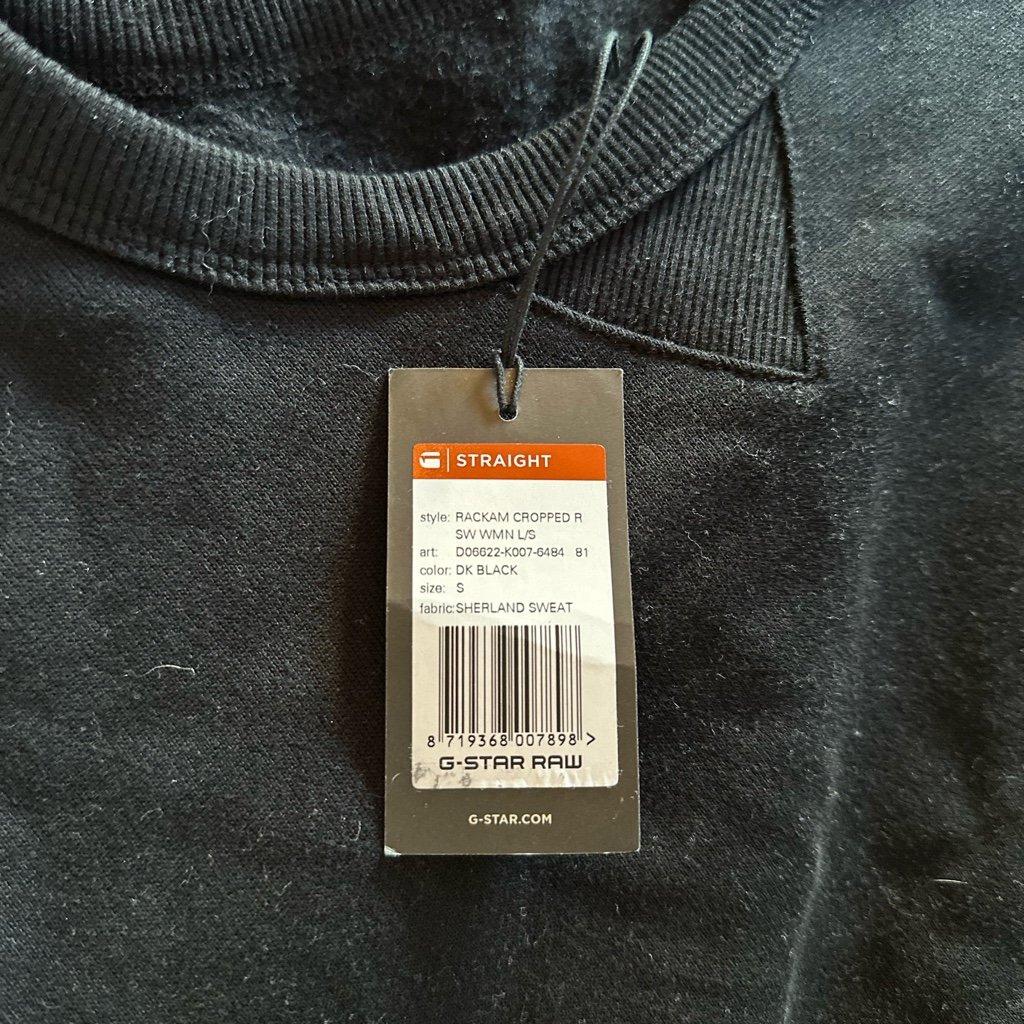 STRAIGHT
style: RACKAM CROPPED R
SW WMN L/S
art: D06622-K007-6484 81
color: DK BLACK
size: S
fabric: SHERLAND SWEAT
8 719368 007898 >
G-STAR RAW
G-STAR.COM